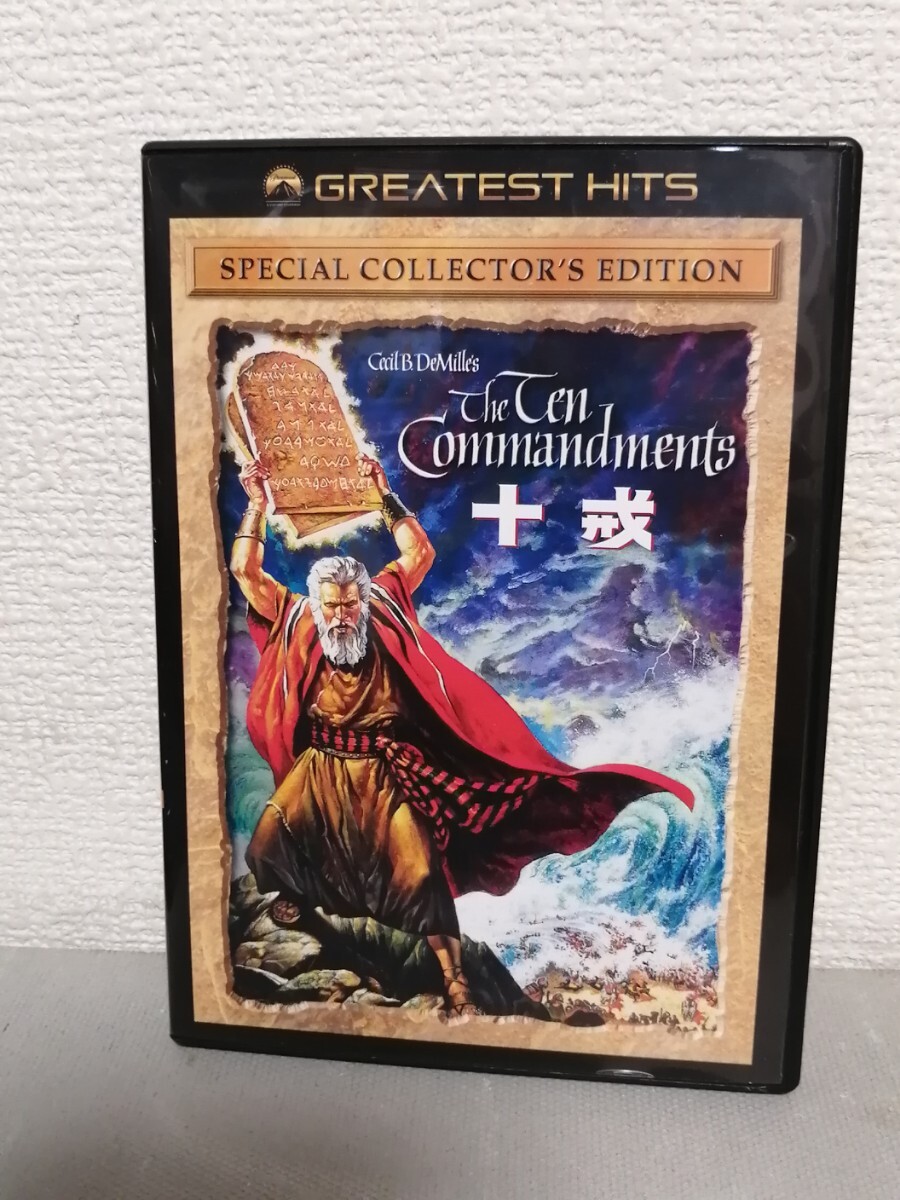 GREATEST HITS
SPECIAL COLLECTOR'S EDITION
Cecil B. DeMille's
The Ten
Commandments
十戒